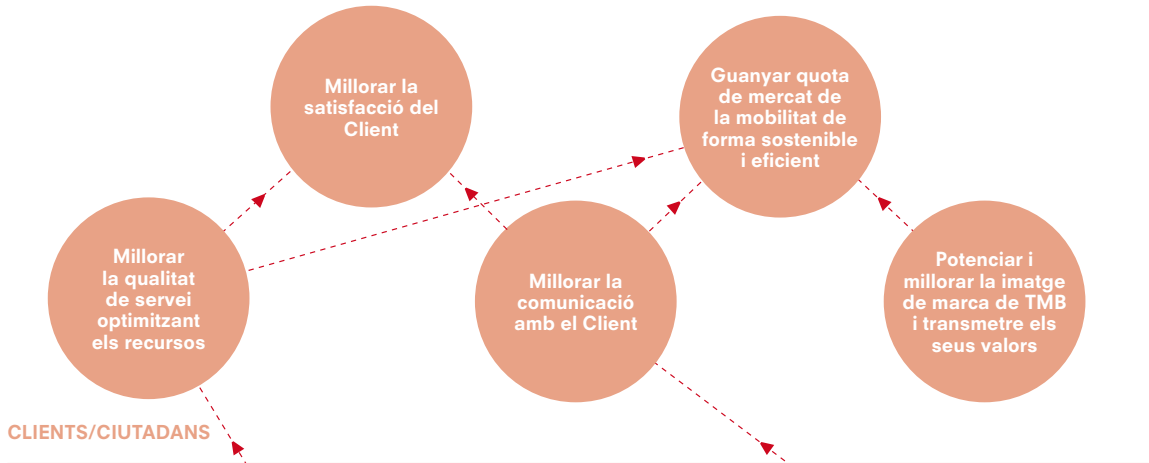 Millorar la
satisfacció del
Client
Guanyar quota
de mercat de
la mobilitat de
forma sostenible
i eficient
Millorar
la qualitat
de servei
optimitzant
els recursos
Millorar la
comunicació
amb el Client
Potenciar i
millorar la imatge
de marca de TMB
i transmetre els
seus valors
CLIENTS/CIUTADANS